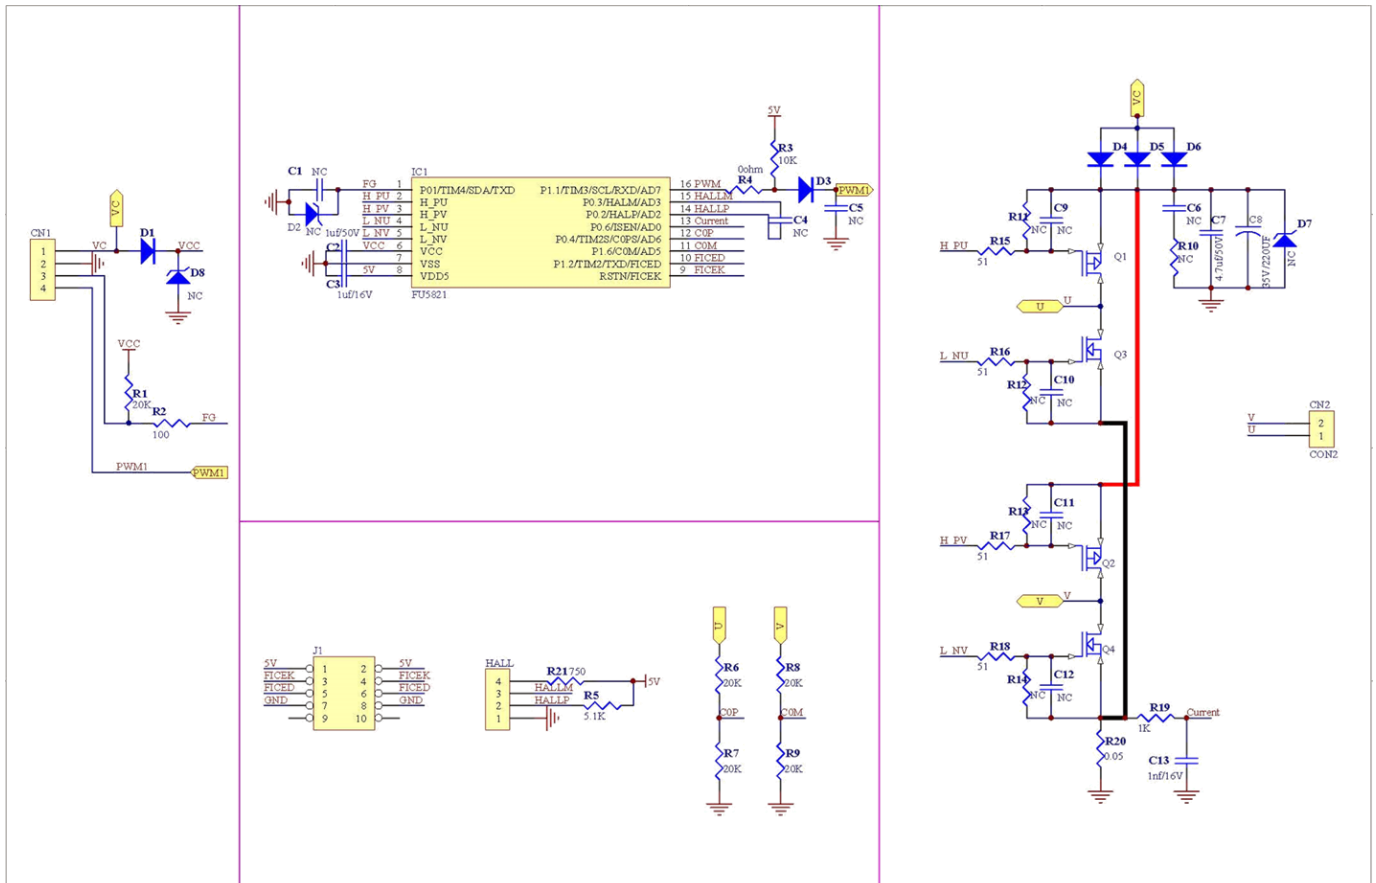 VC
CN1
VC
D1
VCC
1
2
3
4
D8
NC
VCC
R1
20K
R2
FG
100
PWM1
PWM1
5V
R3
10K
C1
NC
IC1
0ohm
R4
D3
PWM1
FG
1
P01/TIM4/SDA/TXD
P1.1/TIM3/SCL/RXD/AD7
16
PWM
H_PU
2
H_PU
P0.3/HALM/AD3
15
HALLM
H_PV
3
H_PV
P0.2/HALP/AD2
14
HALLP
L_NU
4
L_NU
P0.6/ISEN/AD0
13
Current
L_NV
5
L_NV
P0.4/TIM2S/C0PS/AD6
12
C0P
VCC
6
VCC
P1.6/C0M/AD5
11
C0M
7
VSS
P1.2/TIM2/TXD/FICED
10
FICED
5V
8
VDD5
RSTN/FICEK
9
FICEK
FU5821
D2
NC
1uf/50V
C2
C3
1uf/16V
C4
NC
C5
NC
VC
D4
D5
D6
R11
C9
NC
H_PU
R15
51
Q1
C6
NC
R10
NC
C7
4.7uf/50V
C8
35V/220UF
D7
NC
U
U
L_NU
R16
51
Q3
R12
NC
C10
NC
CN2
V
2
U
1
CON2
R13
NC
C11
NC
H_PV
R17
51
Q2
V
V
L_NV
R18
51
Q4
R14
NC
C12
NC
R19
1K
Current
R20
0.05
C13
1nf/16V
J1
5V
1
2
5V
FICEK
3
4
FICEK
FICED
5
6
FICED
GND
7
8
GND
9
10
HALL
4
R21
750
5V
3
HALLM
2
HALLP
R5
5.1K
1
U
V
R6
20K
R8
20K
C0P
C0M
R7
20K
R9
20K